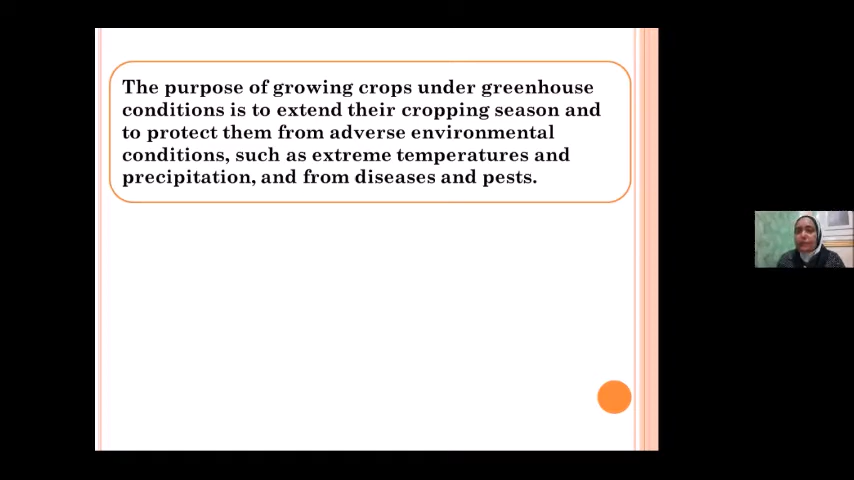 The purpose of growing crops under greenhouse
conditions is to extend their cropping season and
to protect them from adverse environmental
conditions, such as extreme temperatures and
precipitation, and from diseases and pests.